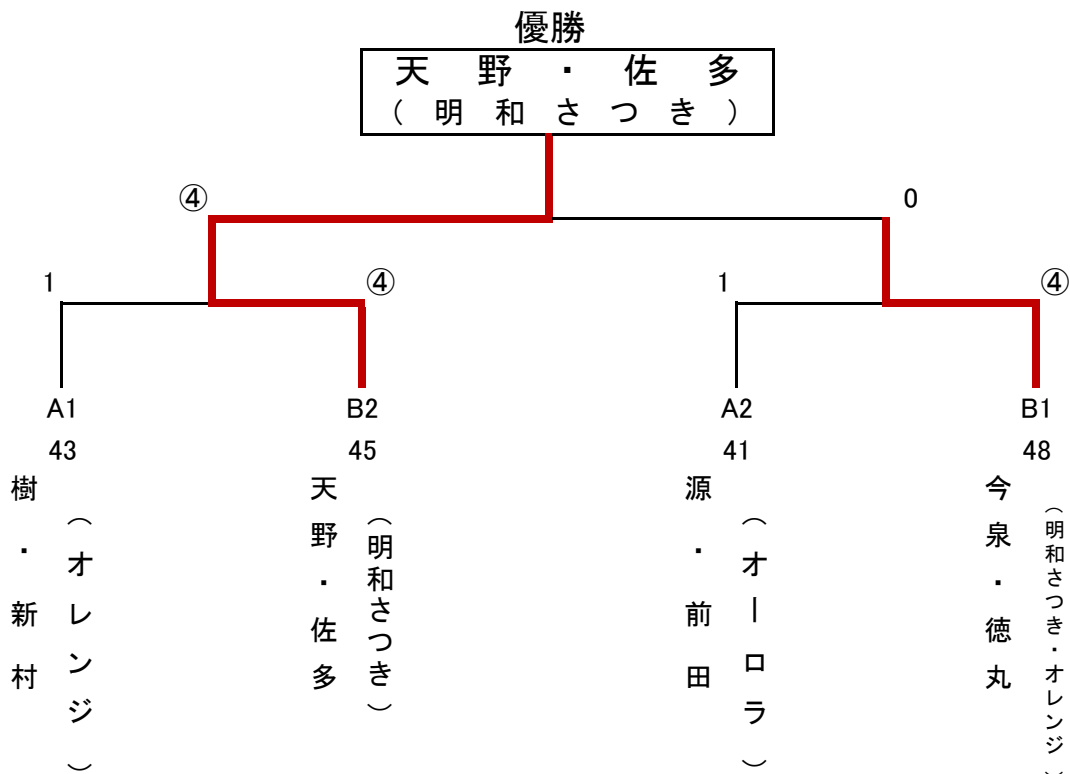 優勝
天野・佐多
(明和さつき)
④
0
1
④
1
④
A1
B2
A2
B1
43
45
41
48
樹・新村
(オレンジ)
天野・佐多
(明和さつき)
源・前田
(オーロラ)
今泉・徳丸
(明和さつき・オレンジ)